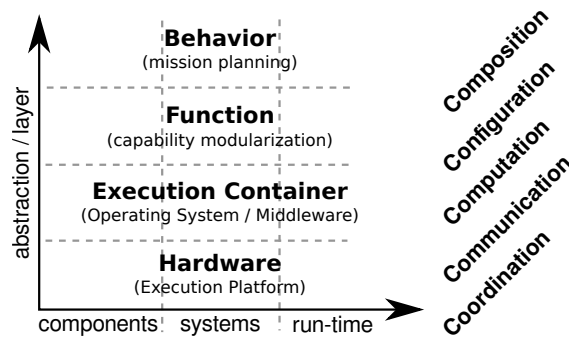 Behavior
(mission planning)
Function
(capability modularization)
Execution Container
(Operating System / Middleware)
Hardware
(Execution Platform)
abstraction / layer
components systems run-time
Composition
Configuration
Computation
Communication
Coordination